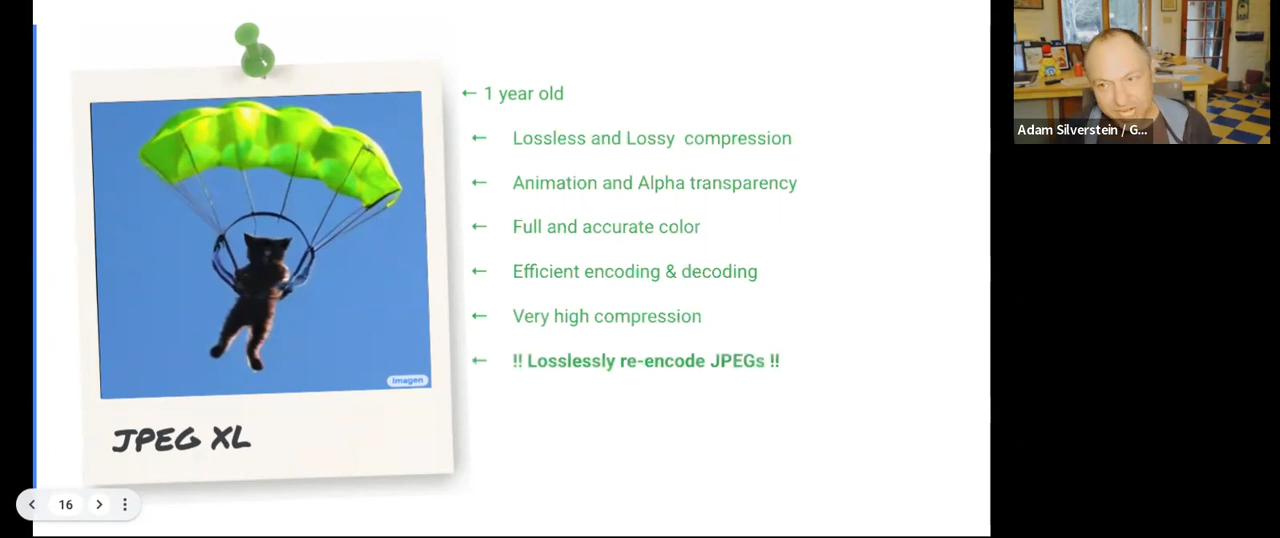 ← 1 year old
← Lossless and Lossy compression
← Animation and Alpha transparency
← Full and accurate color
← Efficient encoding & decoding
← Very high compression
← !! Losslessly re-encode JPEGs !!
Imagen
JPEG XL
16
Adam Silverstein / G...